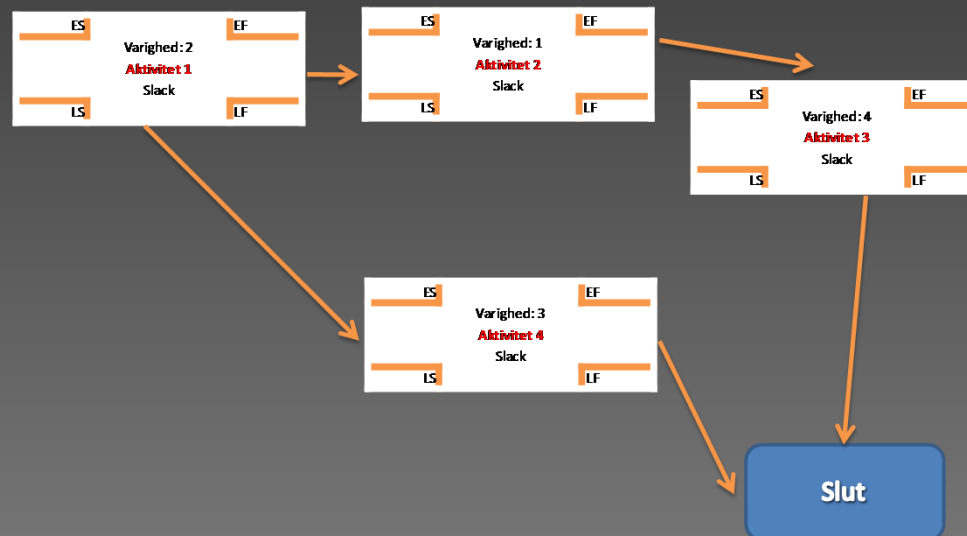 ES EF
Varighed: 2
Aktivitet 1
Slack
LS LF
ES EF
Varighed: 1
Aktivitet 2
Slack
LS LF
ES EF
Varighed: 4
Aktivitet 3
Slack
LS LF
ES EF
Varighed: 3
Aktivitet 4
Slack
LS LF
Slut